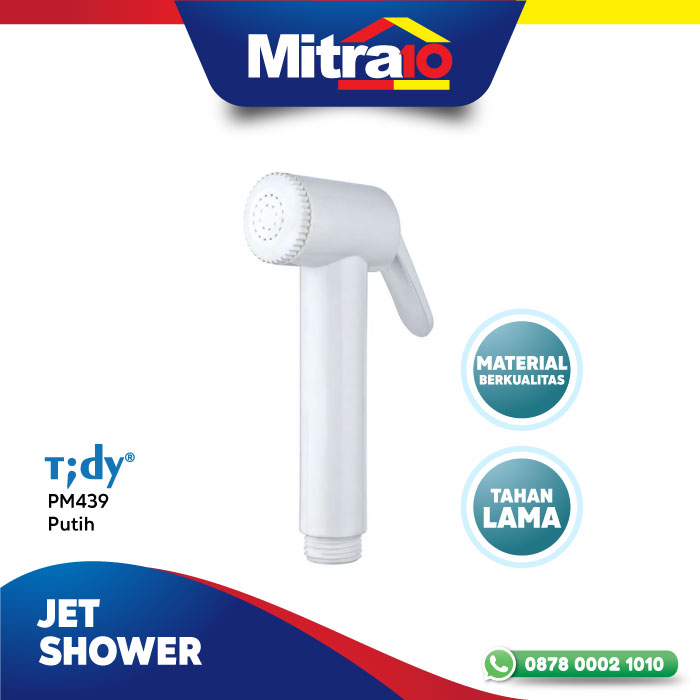 Mitra10
MATERIAL
BERKUALITAS
Tidy®
PM439
Putih
TAHAN
LAMA
JET
SHOWER
0878 0002 1010